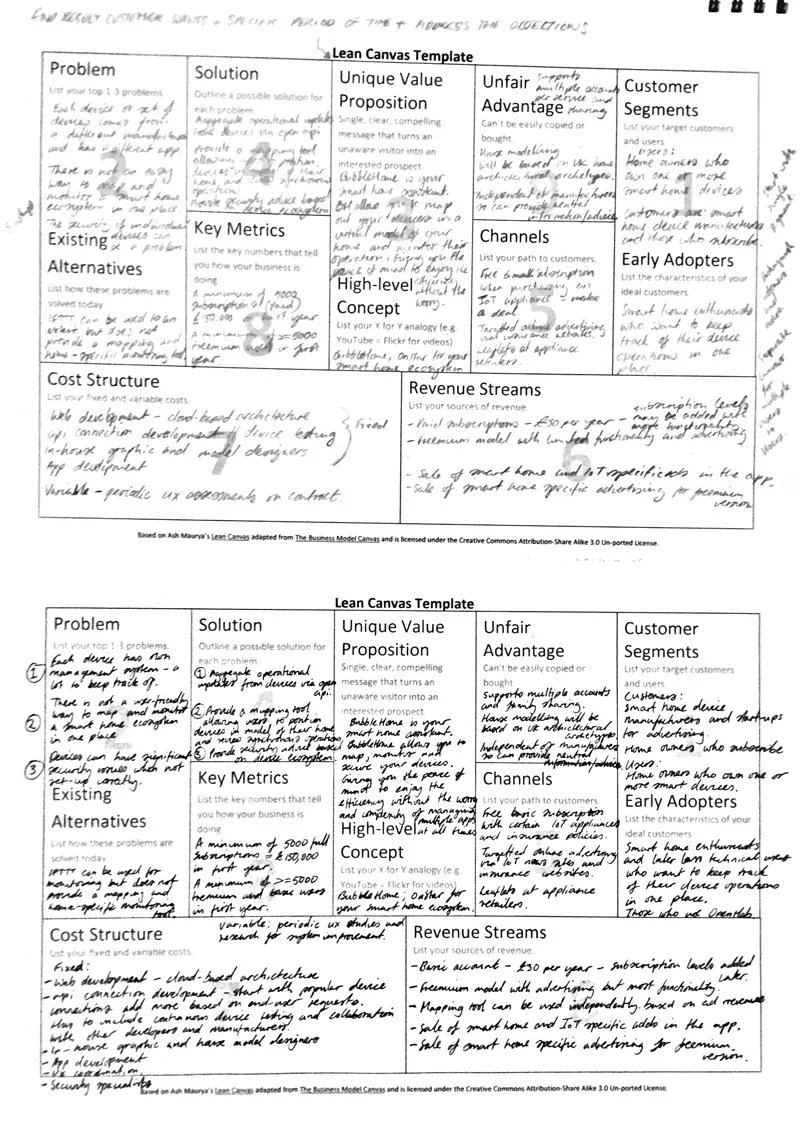 END RESULT CUSTOMER WANTS + SPECIFIC PERIOD OF TIME + ADDRESS THE OBJECTIONS
Lean Canvas Template
Problem
List your top 1-3 problems.
Each device or set of
devices comes from
a different manufacturer
and has a different app
There is not an easy
way to map and
monitor a smart home
ecosystem in one place
The security of individual
devices can
be a problem
Existing
Alternatives
List how these problems are
solved today
IFTTT can be used to an
extent but does not
provide a mapping and
home-specific monitoring tool
Solution
Outline a possible solution for
each problem.
Aggregate operational updates
from devices via open api
Provide a mapping tool
allowing users to position
devices in model of their
home, and
operation
Provide security advice based
on device ecosystem
Key Metrics
List the key numbers that tell
you how your business is
doing
A minimum of 5000
subscriptions at (paid)
£150,000 in first year
A minimum of >=5000
freemium users in first
year
Unique Value
Proposition
Single, clear, compelling
message that turns an
unaware visitor into an
interested prospect.
BubbleHome is your
smart home assistant.
It allows you to map
out your devices in a
virtual model of your
home and monitor their
operation, giving you the
peace of mind to enjoy the
efficiency
without the
worry.
High-level
Concept
List your X for Y analogy (e.g.
YouTube = Flickr for videos)
BubbleHome, OnStar for your
smart home ecosystem
Unfair
Advantage
Supports
multiple accounts
per service and
sharing
Can't be easily copied or
bought.
House modelling
will be based on UK home
architectural archetypes.
Independent of manufacturers
so can provide neutral
information/advice
Channels
List your path to customers.
Free 6 month subscription
when purchasing an
IoT appliance - make
a deal.
Targeted online advertising
via insurance websites.
Leaflets at appliance
retailers.
Customer
Segments
List your target customers
and users
Users:
Home owners who
own one or more
smart home devices
Customers are: smart
home device manufacturers
and those who subscribe.
Early Adopters
List the characteristics of your
ideal customers.
Smart home enthusiasts
who want to keep
track of their device
operations in one
place.
Cost Structure
List your fixed and variable costs.
Web development - cloud-based architecture
api connection development / device testing
In-house graphic and model designers
App development
Fixed
Variable - periodic UX assessments on contract.
Revenue Streams
List your sources of revenue.
- Paid subscriptions - £30 per year - subscription levels
may be added with
more functionality
- Freemium model with limited functionality and advertising
- Sale of smart home and IoT specific ads in the app.
- Sale of smart home specific advertising for freemium
version
Based on Ash Maurya's Lean Canvas adapted from The Business Model Canvas and is licensed under the Creative Commons Attribution-Share Alike 3.0 Un-ported License.
Lean Canvas Template
Problem
List your top 1-3 problems.
1 Each device has own
management system - a
lot to keep track of.
2 There is not a user-friendly
way to map and monitor
a smart home ecosystem
in one place
3 Devices can have significant
security issues when not
set-up correctly.
Existing
Alternatives
List how these problems are
solved today
IFTTT can be used for
monitoring but does not
provide a mapping and
home-specific monitoring
tool
Solution
Outline a possible solution for
each problem.
1 Aggregate operational
updates from devices via open
api.
2 Provide a mapping tool
allowing users to position
devices in model of their home
and review synchronous operations
3 Provide security advice based
on device ecosystem.
Key Metrics
List the key numbers that tell
you how your business is
doing
A minimum of 5000 full
subscriptions = £150,000
in first year.
A minimum of >=5000
freemium and basic users
in first year.
Unique Value
Proposition
Single, clear, compelling
message that turns an
unaware visitor into an
interested prospect.
BubbleHome is your
smart home assistant.
BubbleHome allows you to
map, monitor and
secure your devices.
Giving you the peace of
mind to enjoy the
efficiency without the worry
and complexity of managing
multiple apps
at all times
High-level
Concept
List your X for Y analogy (e.g.
YouTube = Flickr for videos)
BubbleHome; OnStar for
your smart home ecosystem.
Unfair
Advantage
Can't be easily copied or
bought.
Supports multiple accounts
and family sharing.
House modelling will be
based on UK architectural
archetypes.
Independent of manufacturers
so can provide neutral
information/advice
Channels
List your path to customers.
Free basic subscription
with certain IoT appliances
and insurance policies.
Targetted online advertising
via IoT news sites and
insurance websites.
Leaflets at appliance
retailers.
Customer
Segments
List your target customers
and users
Customers:
Smart home device
manufacturers and start-ups
for advertising.
Home owners who subscribe
Users:
Home owners who own one or
more smart devices.
Early Adopters
List the characteristics of your
ideal customers
Smart home enthusiasts
and later less technical users
who want to keep track
of their device operations
in one place.
Those who use OpenHab.
Cost Structure
List your fixed and variable costs.
Variable: periodic UX studies and
research for system improvement.
Fixed:
- Web development - cloud-based architecture
- api connection development - start with popular device
connections add more based on end-user requests.
Has to include continuous device testing and collaboration
with other developers and manufacturers.
- In-house graphic and house model designers
- App development
- UX coordination.
- Security specialists
Revenue Streams
List your sources of revenue.
- Basic account - £30 per year - subscription levels added
later.
- Freemium model with advertising but most functionality.
- Mapping tool can be used independently. based on ad revenue
- Sale of smart home and IoT specific adds in the app.
- Sale of smart home specific advertising for freemium
version.
Based on Ash Maurya's Lean Canvas adapted from The Business Model Canvas and is licensed under the Creative Commons Attribution-Share Alike 3.0 Un-ported License.